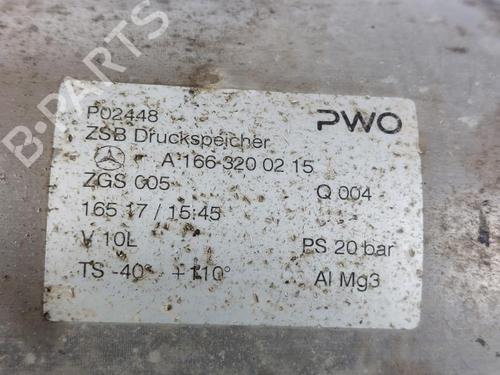 B-PARTS
P02448
PWO
ZSB Druckspeicher
A 166 320 02 15
ZGS 005
Q 004
165 17 / 15:45
V 10L
PS 20 bar
TS -40° +110°
Al Mg3